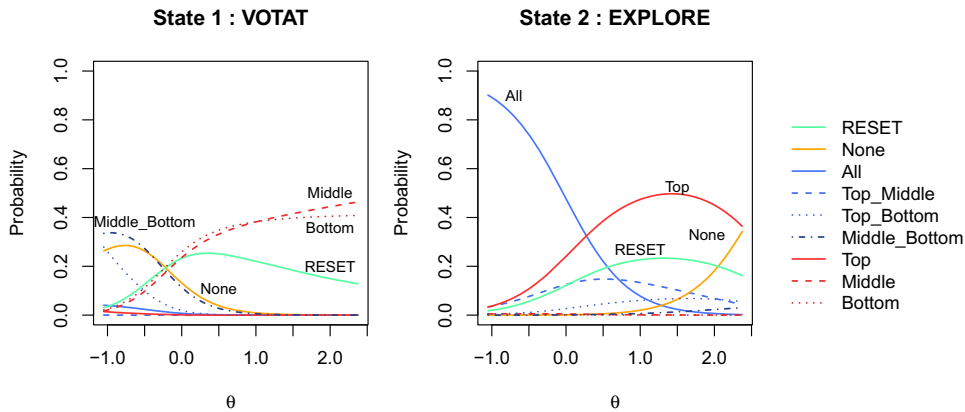 State 1 : VOTAT
Probability
1.0
0.8
0.6
0.4
0.2
0.0
Middle_Bottom
None
Middle
Bottom
RESET
−1.0
0.0
1.0
2.0
θ
State 2 : EXPLORE
Probability
1.0
0.8
0.6
0.4
0.2
0.0
All
Top
RESET
None
−1.0
0.0
1.0
2.0
θ
RESET
None
All
Top_Middle
Top_Bottom
Middle_Bottom
Top
Middle
Bottom